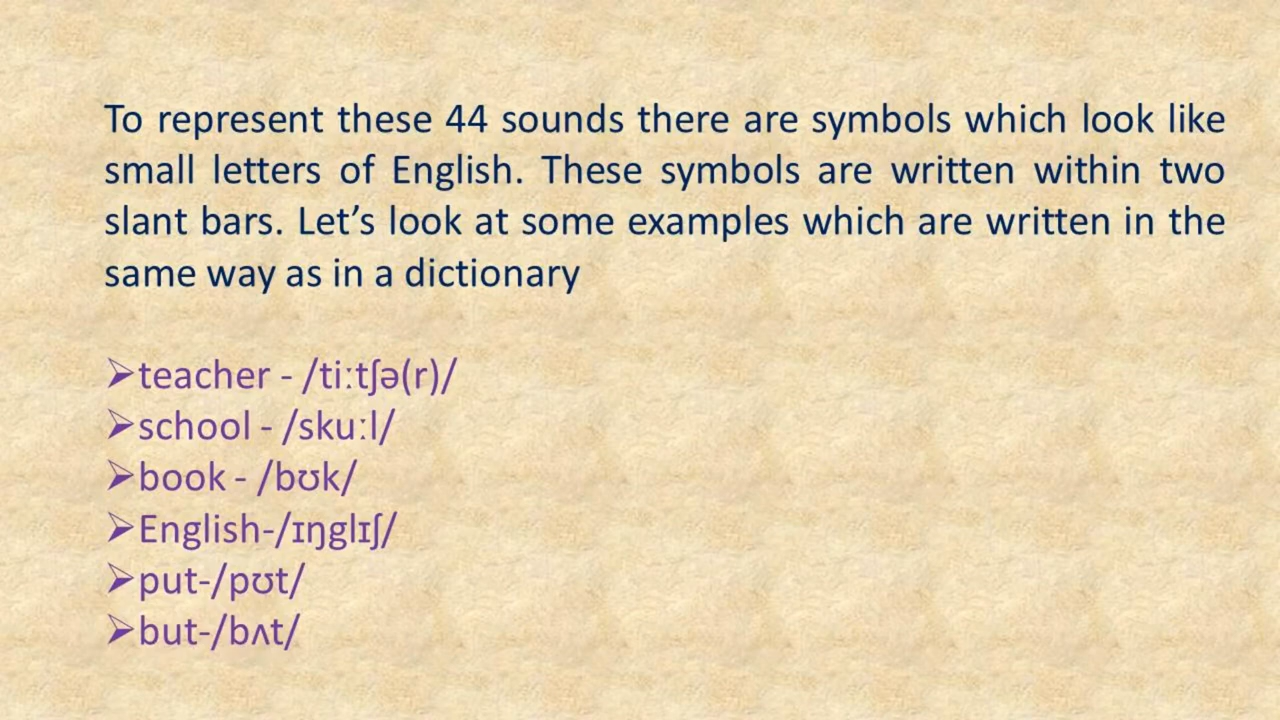 To represent these 44 sounds there are symbols which look like
small letters of English. These symbols are written within two
slant bars. Let’s look at some examples which are written in the
same way as in a dictionary
➢teacher - /tiːtʃə(r)/
➢school - /skuːl/
➢book - /bʊk/
➢English-/ɪŋglɪʃ/
➢put-/pʊt/
➢but-/bʌt/